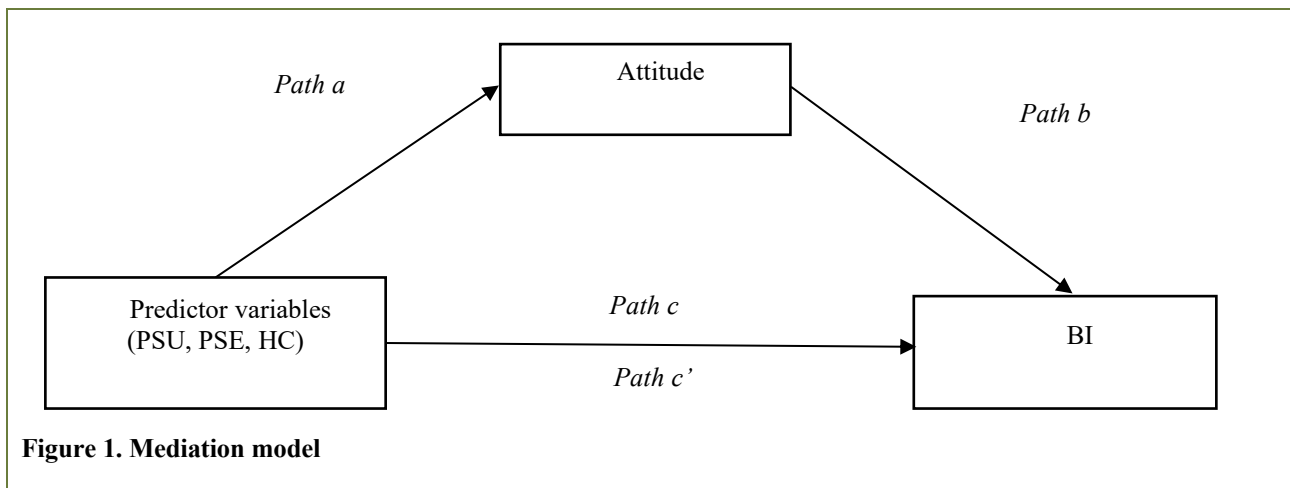 Attitude
Path a
Path b
Predictor variables
(PSU, PSE, HC)
Path c
BI
Path c’
Figure 1. Mediation model